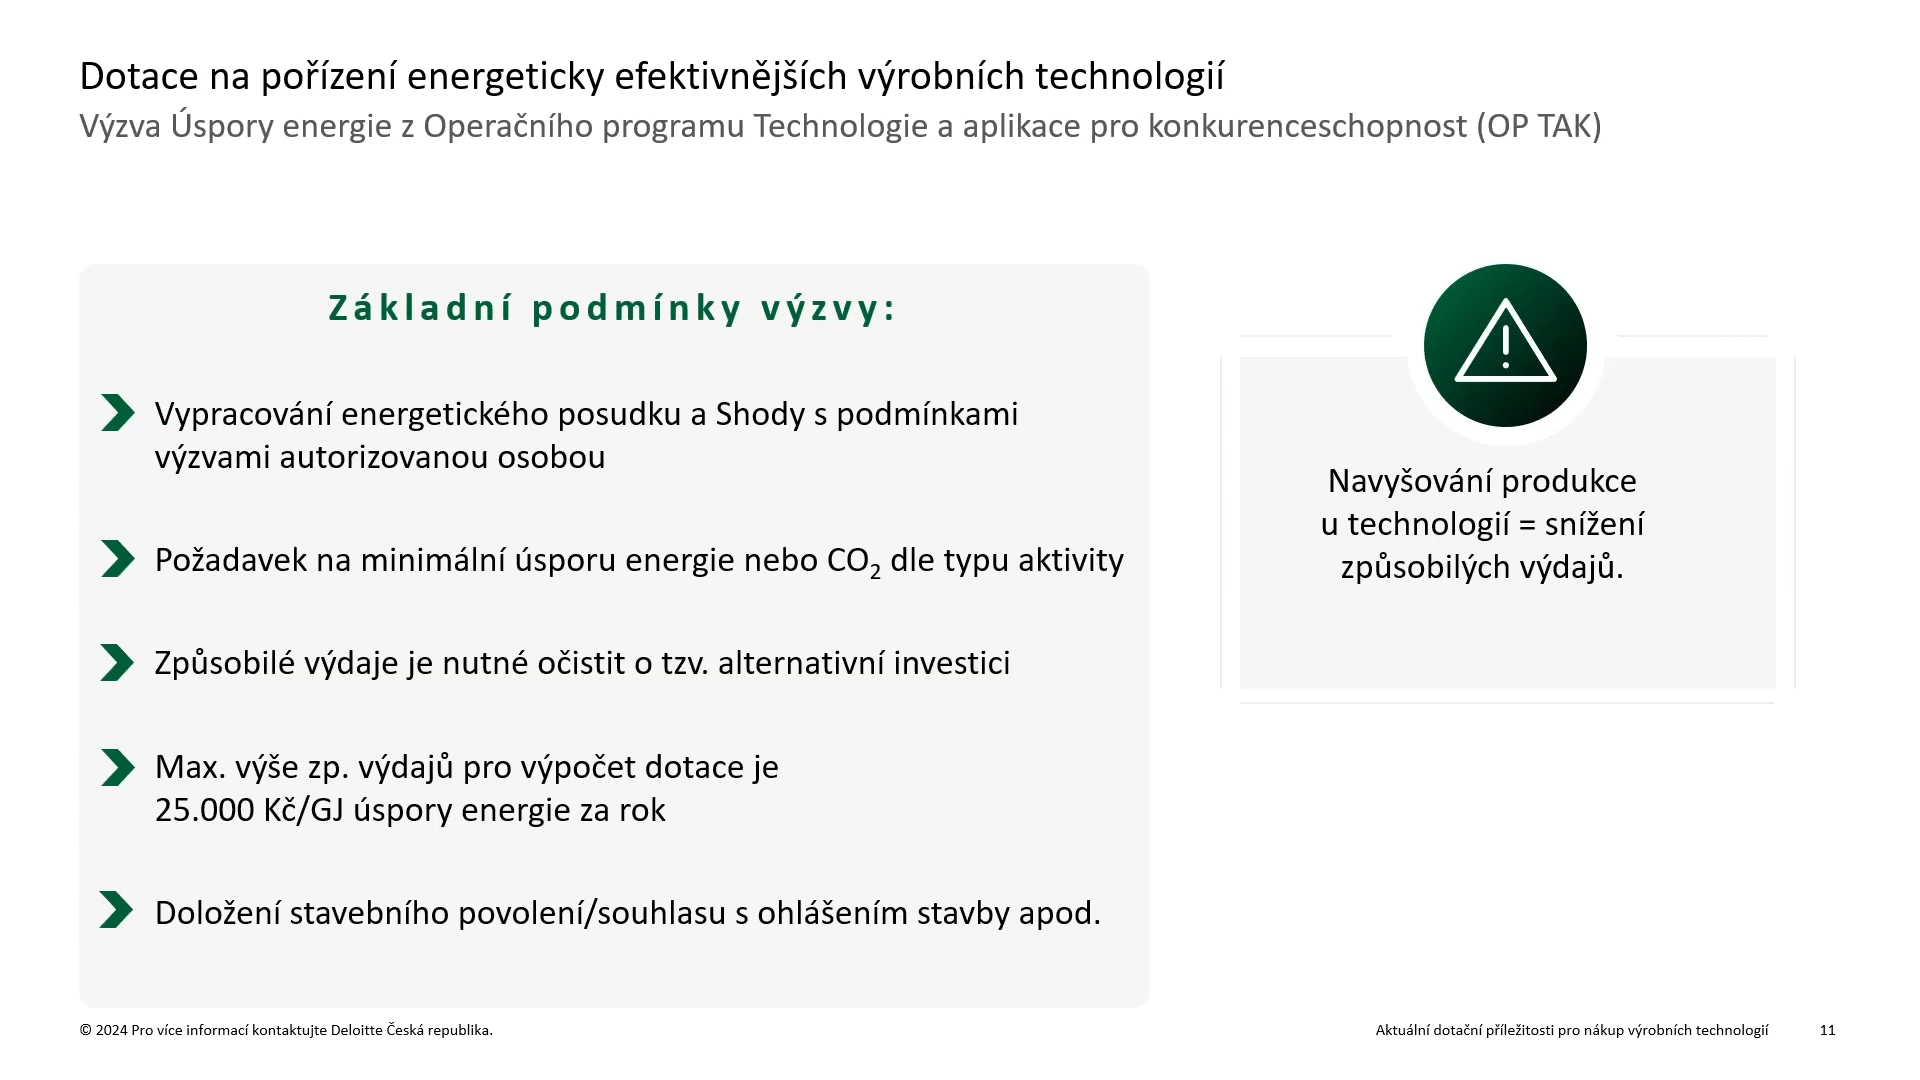 Dotace na pořízení energeticky efektivnějších výrobních technologií
Výzva Úspory energie z Operačního programu Technologie a aplikace pro konkurenceschopnost (OP TAK)
Základní podmínky výzvy:
Vypracování energetického posudku a Shody s podmínkami
výzvami autorizovanou osobou
Požadavek na minimální úsporu energie nebo CO₂ dle typu aktivity
Způsobilé výdaje je nutné očistit o tzv. alternativní investici
Max. výše zp. výdajů pro výpočet dotace je
25.000 Kč/GJ úspory energie za rok
Doložení stavebního povolení/souhlasu s ohlášením stavby apod.
Navyšování produkce
u technologií = snížení
způsobilých výdajů.
© 2024 Pro více informací kontaktujte Deloitte Česká republika.
Aktuální dotační příležitosti pro nákup výrobních technologií
11